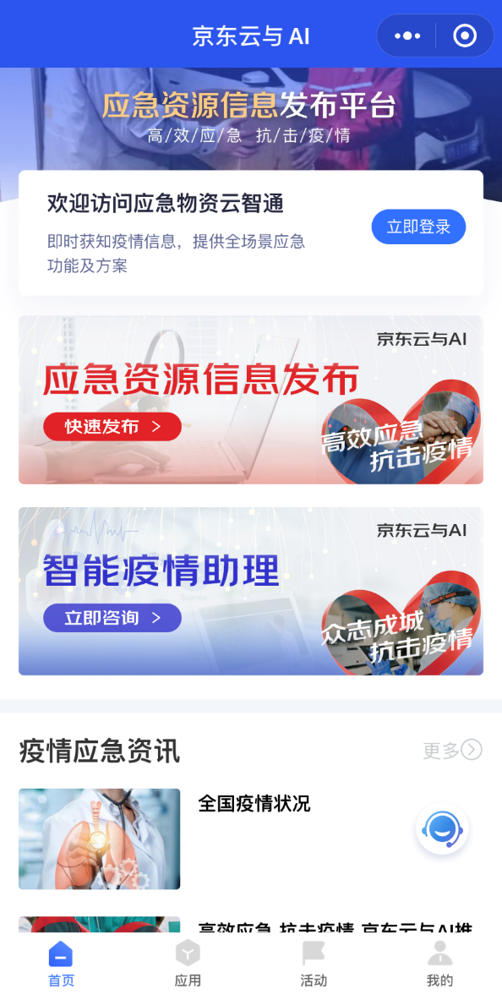 京东云与 AI
应急资源信息发布平台
高/效/应/急 抗/击/疫/情
欢迎访问应急物资云智通
即时获知疫情信息，提供全场景应急
功能及方案
立即登录
京东云与AI
应急资源信息发布
快速发布 >
高效应急
抗击疫情
京东云与AI
智能疫情助理
立即咨询 >
众志成城
抗击疫情
疫情应急资讯
更多
全国疫情状况
高效应急 抗击疫情 京东云与AI推
首页
应用
活动
我的